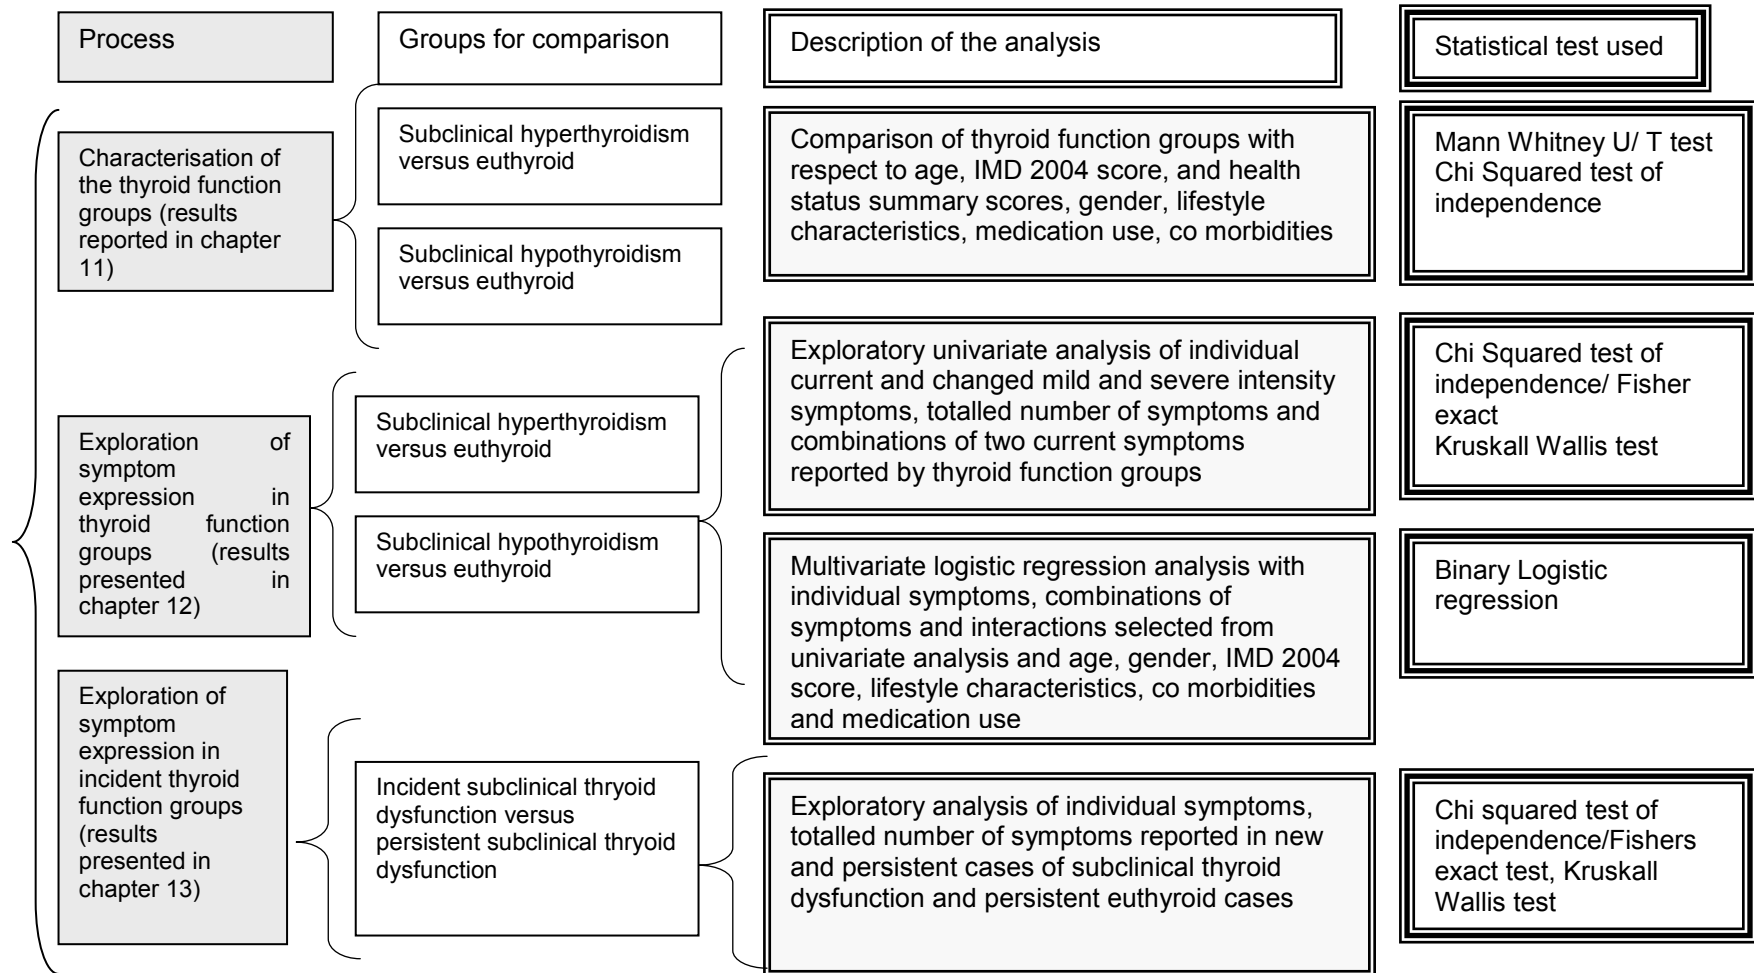 Process
Groups for comparison
Description of the analysis
Statistical test used
Characterisation of
the thyroid function
groups (results
reported in chapter
11)
Subclinical hyperthyroidism
versus euthyroid
Subclinical hypothyroidism
versus euthyroid
Comparison of thyroid function groups with
respect to age, IMD 2004 score, and health
status summary scores, gender, lifestyle
characteristics, medication use, co morbidities
Mann Whitney U/ T test
Chi Squared test of
independence
Exploration of
symptom
expression in
thyroid function
groups (results
presented in
chapter 12)
Subclinical hyperthyroidism
versus euthyroid
Subclinical hypothyroidism
versus euthyroid
Exploratory univariate analysis of individual
current and changed mild and severe intensity
symptoms, totalled number of symptoms and
combinations of two current symptoms
reported by thyroid function groups
Chi Squared test of
independence/ Fisher
exact
Kruskall Wallis test
Multivariate logistic regression analysis with
individual symptoms, combinations of
symptoms and interactions selected from
univariate analysis and age, gender, IMD 2004
score, lifestyle characteristics, co morbidities
and medication use
Binary Logistic
regression
Exploration of
symptom
expression in
incident thyroid
function groups
(results
presented in
chapter 13)
Incident subclinical thryoid
dysfunction versus
persistent subclinical thryoid
dysfunction
Exploratory analysis of individual symptoms,
totalled number of symptoms reported in new
and persistent cases of subclinical thyroid
dysfunction and persistent euthyroid cases
Chi squared test of
independence/Fishers
exact test, Kruskall
Wallis test